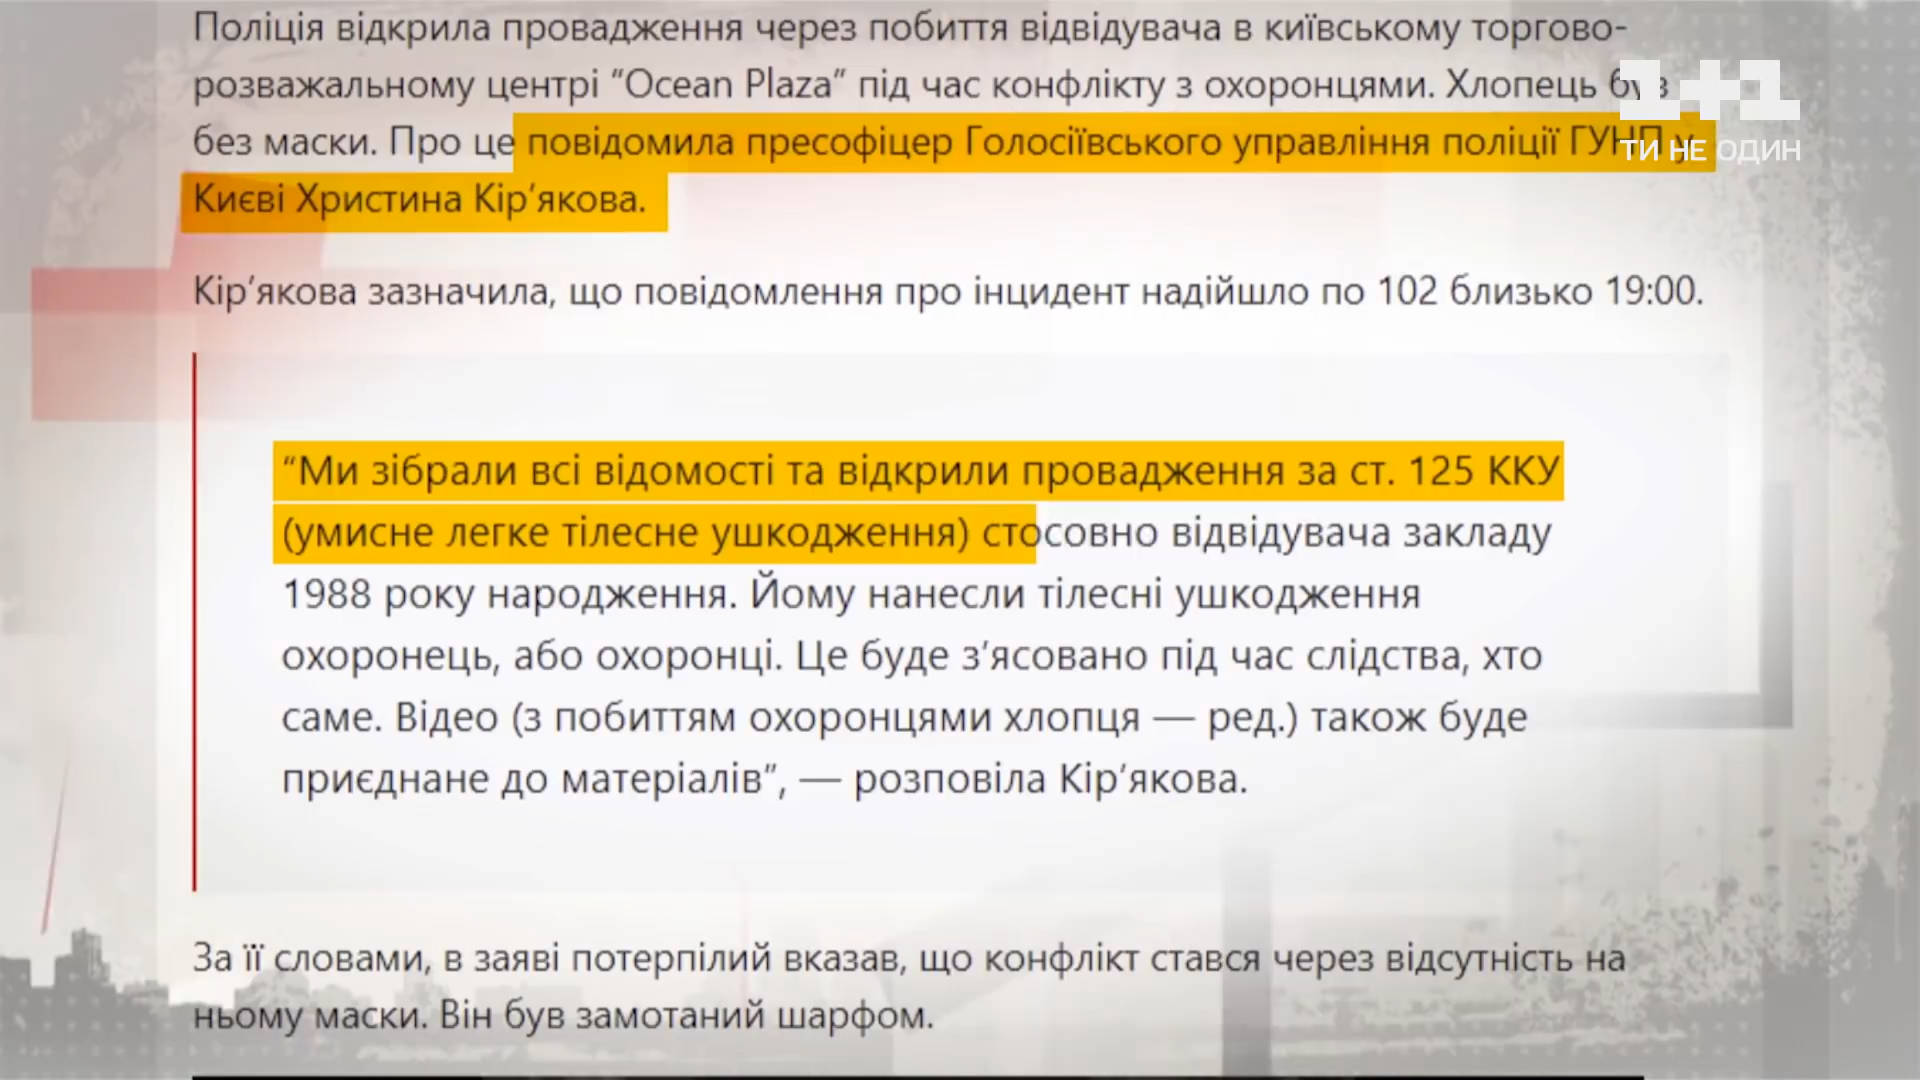 Поліція відкрила провадження через побиття відвідувача в київському торгово-
розважальному центрі “Ocean Plaza” під час конфлікту з охоронцями. Хлопець був
без маски. Про це повідомила пресофіцер Голосіївського управління поліції ГУНП у
Києві Христина Кір’якова.
1+1
ТИ НЕ ОДИН
Кір’якова зазначила, що повідомлення про інцидент надійшло по 102 близько 19:00.
“Ми зібрали всі відомості та відкрили провадження за ст. 125 ККУ
(умисне легке тілесне ушкодження) стосовно відвідувача закладу
1988 року народження. Йому нанесли тілесні ушкодження
охоронець, або охоронці. Це буде з’ясовано під час слідства, хто
саме. Відео (з побиттям охоронцями хлопця — ред.) також буде
приєднане до матеріалів”, — розповіла Кір’якова.
За її словами, в заяві потерпілий вказав, що конфлікт стався через відсутність на
ньому маски. Він був замотаний шарфом.